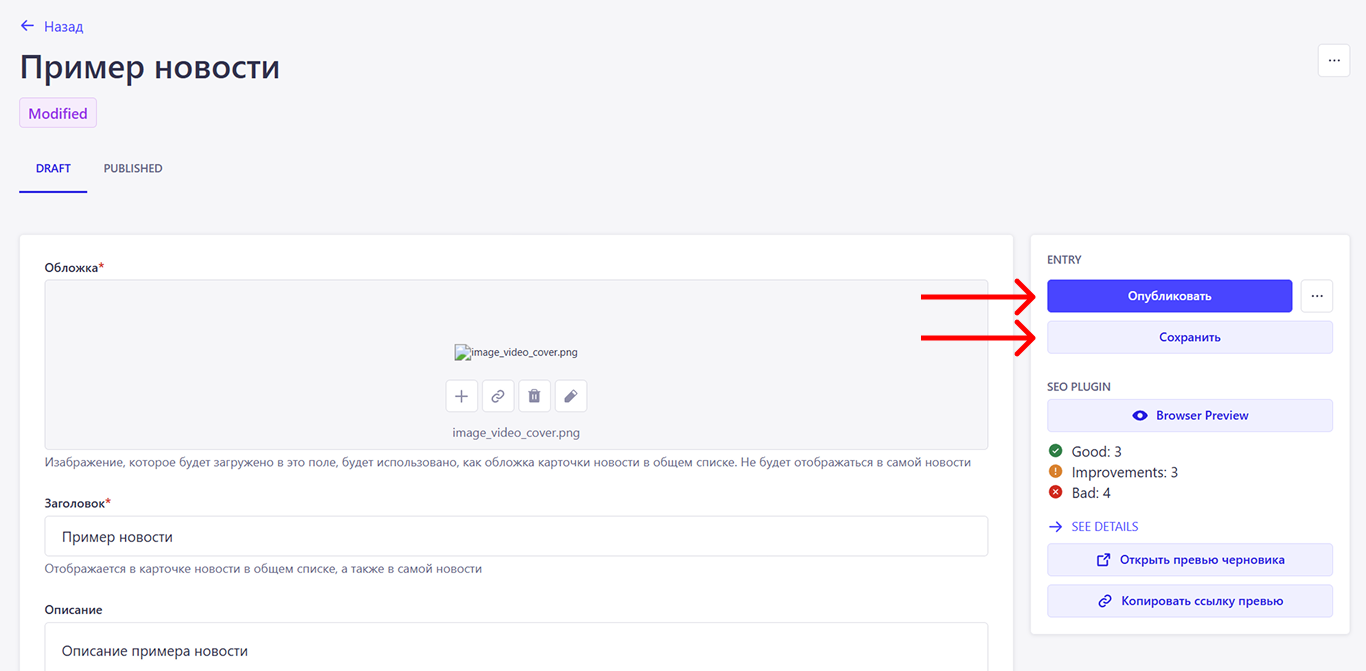 Назад
Пример новости
Modified
DRAFT
PUBLISHED
Обложка*
image_video_cover.png
image_video_cover.png
Изабражение, которое будет загружено в это поле, будет использовано, как обложка карточки новости в общем списке. Не будет отображаться в самой новости
Заголовок*
Пример новости
Отображается в карточке новости в общем списке, а также в самой новости
Описание
Описание примера новости
ENTRY
Опубликовать
Сохранить
SEO PLUGIN
Browser Preview
Good: 3
Improvements: 3
Bad: 4
SEE DETAILS
Открыть превью черновика
Копировать ссылку превью